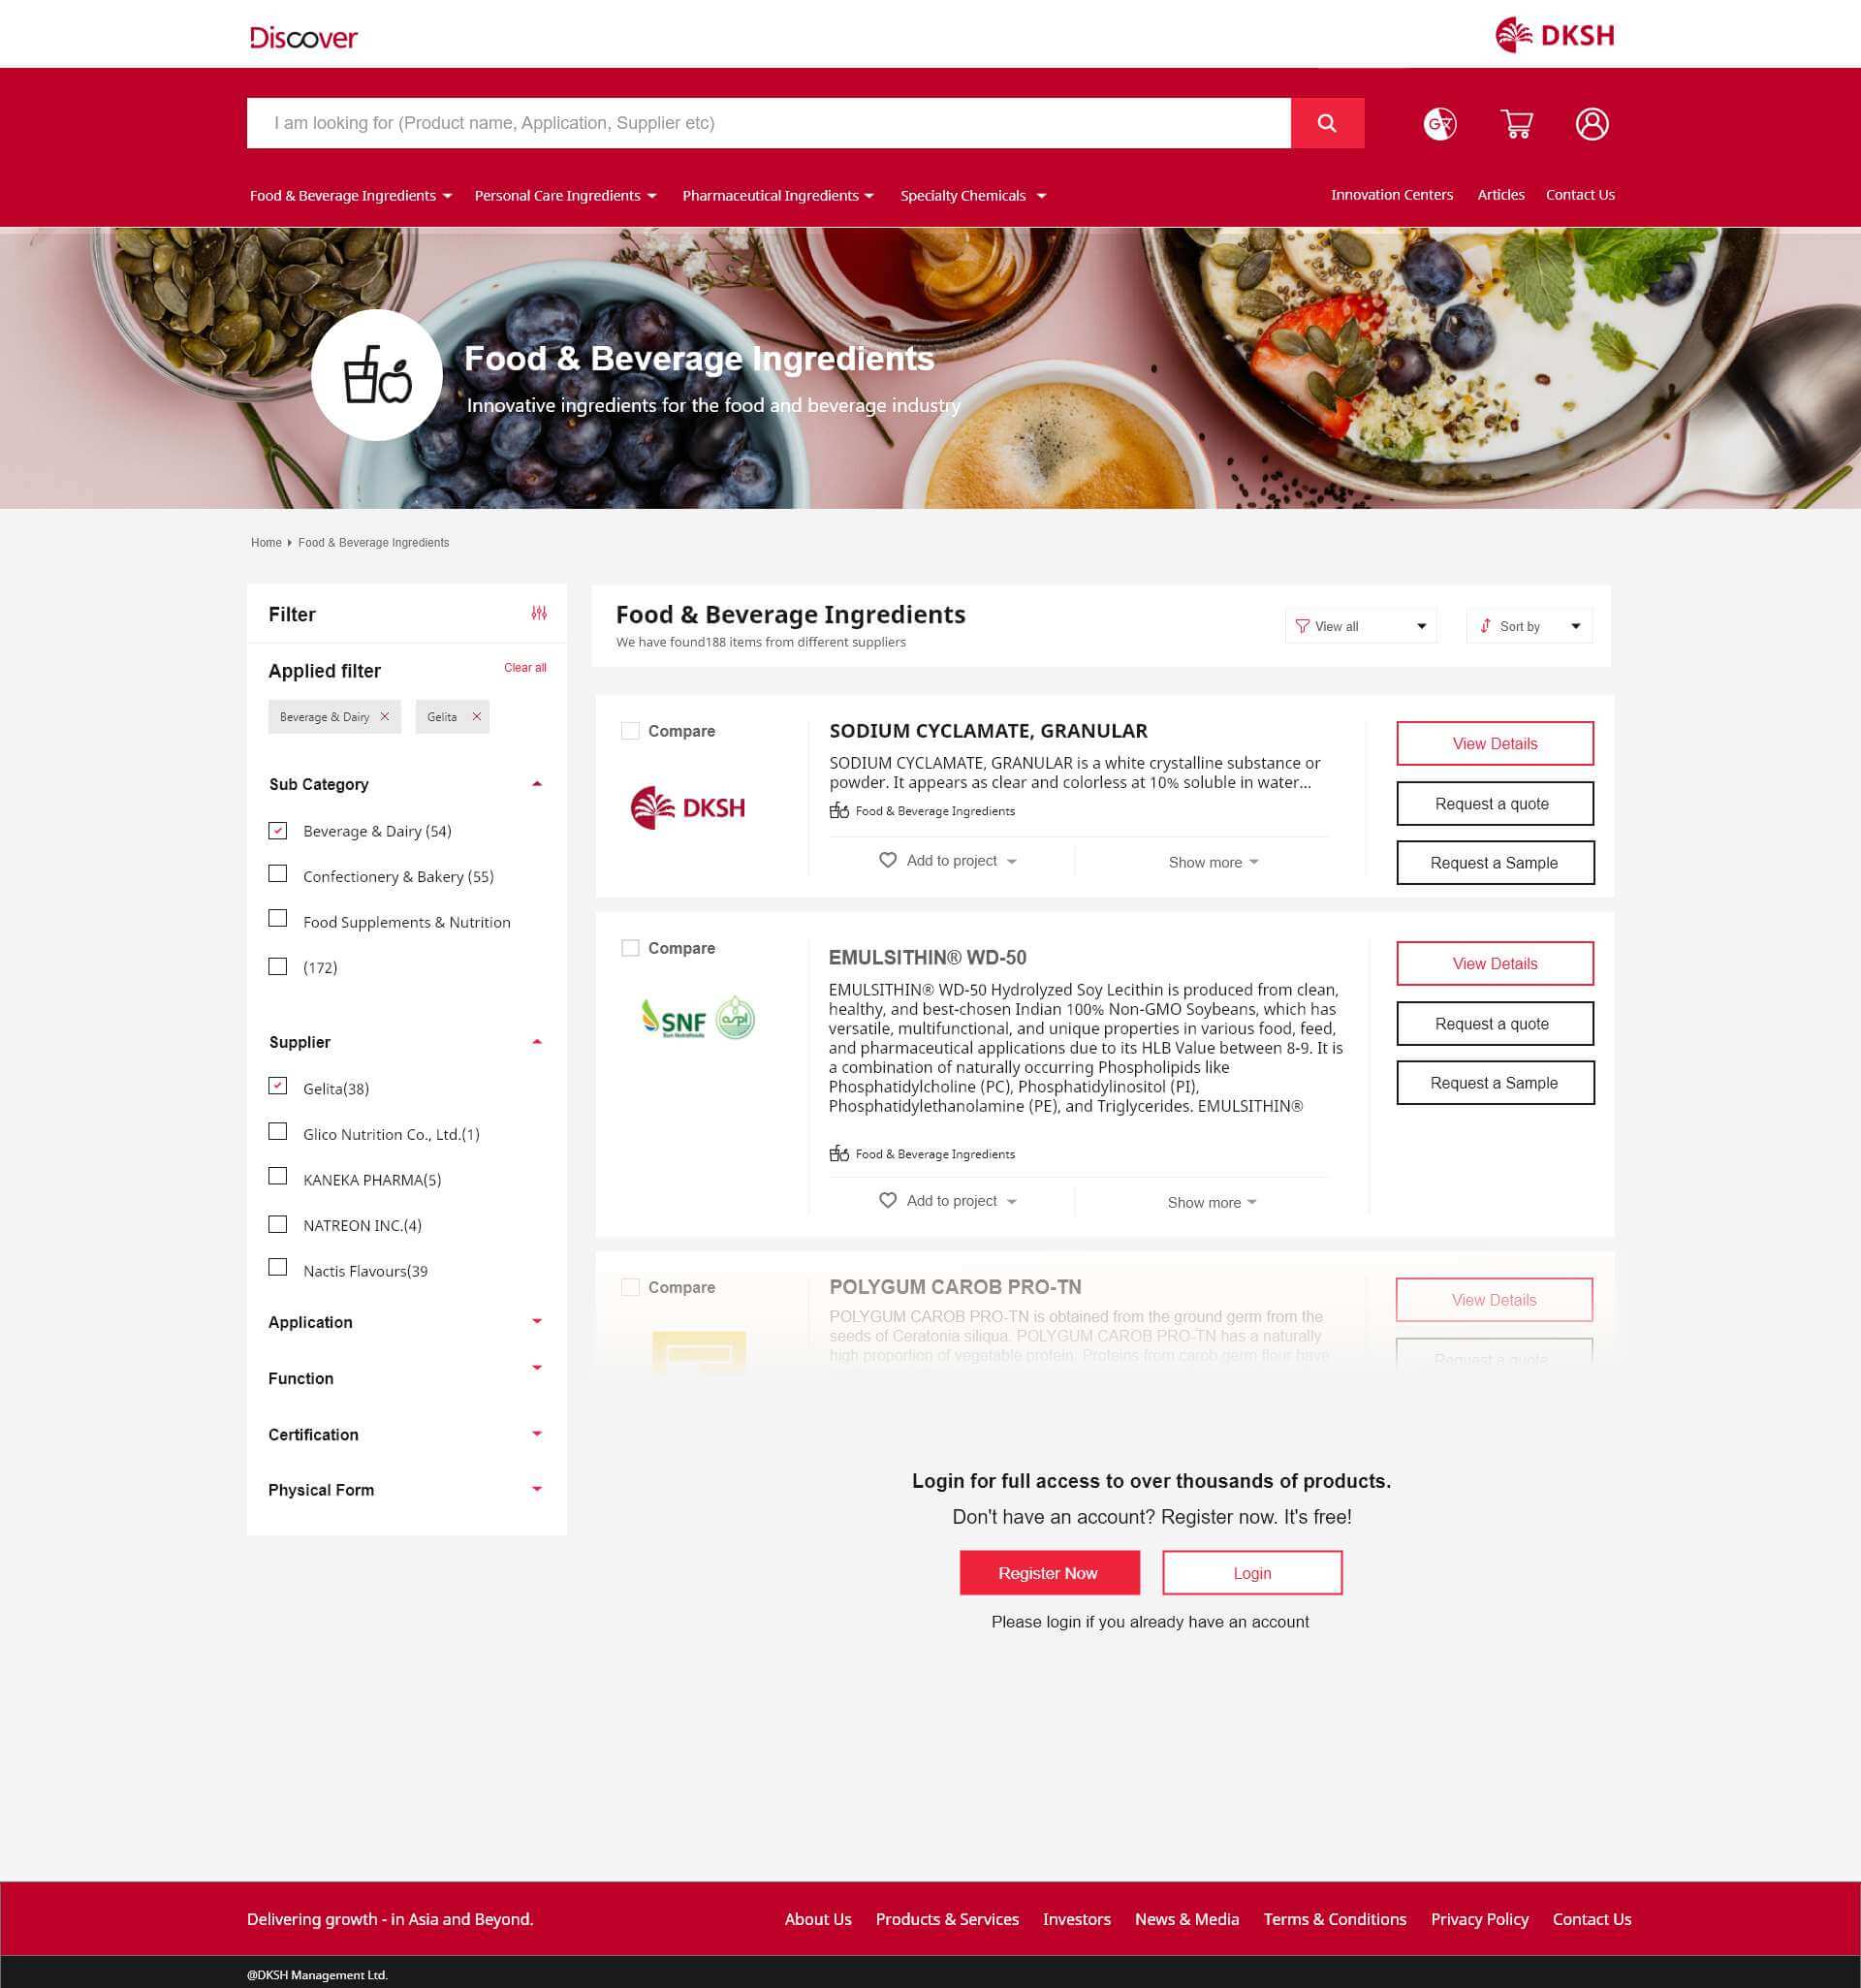 Discover
DKSH
I am looking for (Product name, Application, Supplier etc)
Food & Beverage Ingredients
Personal Care Ingredients
Pharmaceutical Ingredients
Specialty Chemicals
Innovation Centers
Articles
Contact Us
Food & Beverage Ingredients
Innovative ingredients for the food and beverage industry
Home
Food & Beverage Ingredients
Filter
Applied filter
Clear all
Beverage & Dairy
Gelita
Sub Category
Beverage & Dairy (54)
Confectionery & Bakery (55)
Food Supplements & Nutrition
(172)
Supplier
Gelita(38)
Glico Nutrition Co., Ltd.(1)
KANEKA PHARMA(5)
NATREON INC.(4)
Nactis Flavours(39
Application
Function
Certification
Physical Form
Food & Beverage Ingredients
We have found188 items from different suppliers
View all
Sort by
Compare
DKSH
SODIUM CYCLAMATE, GRANULAR
SODIUM CYCLAMATE, GRANULAR is a white crystalline substance or
powder. It appears as clear and colorless at 10% soluble in water...
Food & Beverage Ingredients
Add to project
Show more
View Details
Request a quote
Request a Sample
Compare
SNF
Sun Nutrafoods
aspl
EMULSITHIN® WD-50
EMULSITHIN® WD-50 Hydrolyzed Soy Lecithin is produced from clean,
healthy, and best-chosen Indian 100% Non-GMO Soybeans, which has
versatile, multifunctional, and unique properties in various food, feed,
and pharmaceutical applications due to its HLB Value between 8-9. It is
a combination of naturally occurring Phospholipids like
Phosphatidylcholine (PC), Phosphatidylinositol (PI),
Phosphatidylethanolamine (PE), and Triglycerides. EMULSITHIN®
Food & Beverage Ingredients
Add to project
Show more
View Details
Request a quote
Request a Sample
Compare
POLYGUM CAROB PRO-TN
POLYGUM CAROB PRO-TN is obtained from the ground germ from the
seeds of Ceratonia siliqua. POLYGUM CAROB PRO-TN has a naturally
high proportion of vegetable protein. Proteins from carob germ flour have
View Details
Request a quote
Login for full access to over thousands of products.
Don't have an account? Register now. It's free!
Register Now
Login
Please login if you already have an account
Delivering growth - in Asia and Beyond.
About Us
Products & Services
Investors
News & Media
Terms & Conditions
Privacy Policy
Contact Us
@DKSH Management Ltd.